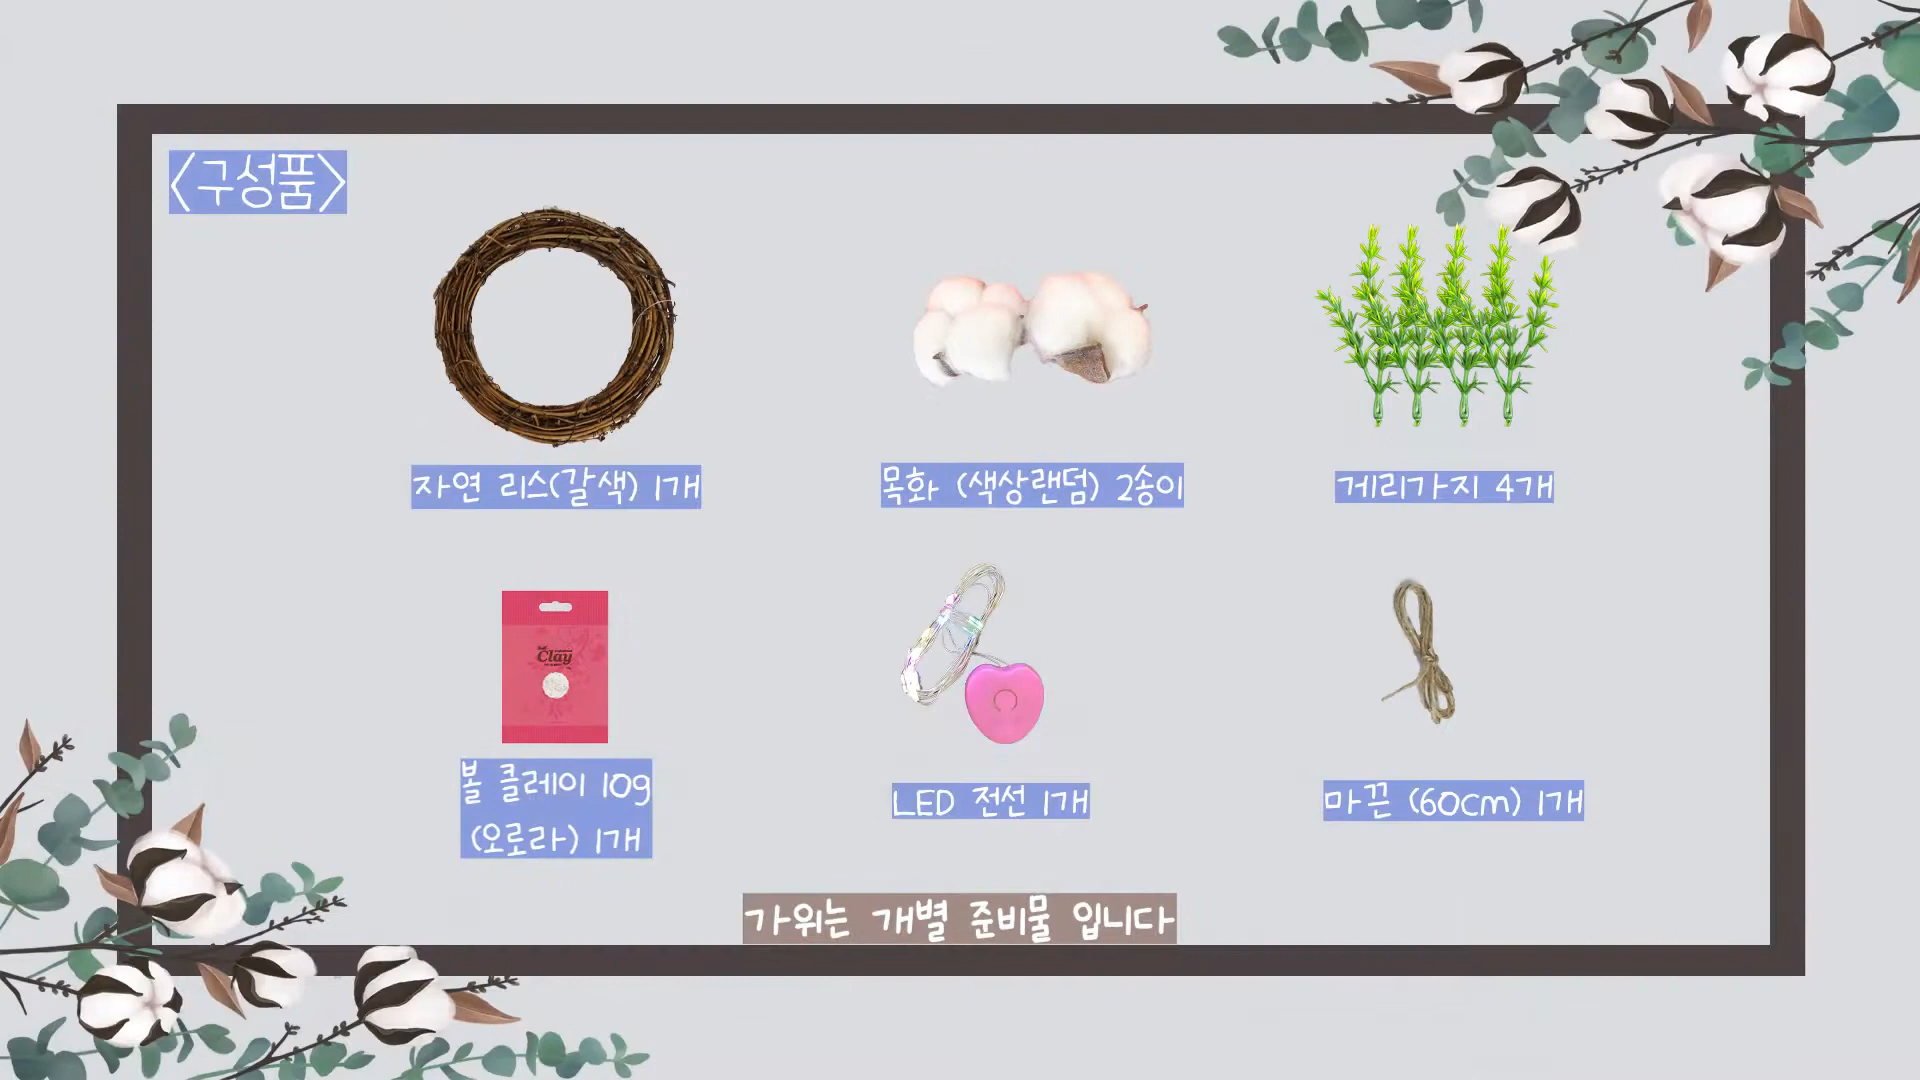 <구성품>
자연 리스(갈색) 1개
목화 (색상랜덤) 2송이
게리가지 4개
Clay
볼 클레이 10g
(오로라) 1개
LED 전선 1개
마끈 (60cm) 1개
가위는 개별 준비물 입니다